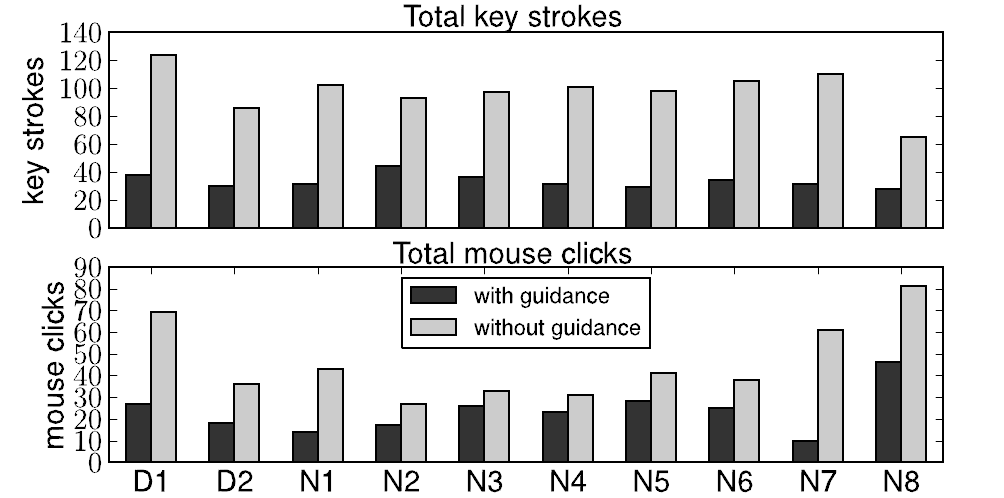 Total key strokes
key strokes
140
120
100
80
60
40
20
0
Total mouse clicks
mouse clicks
90
80
70
60
50
40
30
20
10
0
with guidance
without guidance
D1 D2 N1 N2 N3 N4 N5 N6 N7 N8